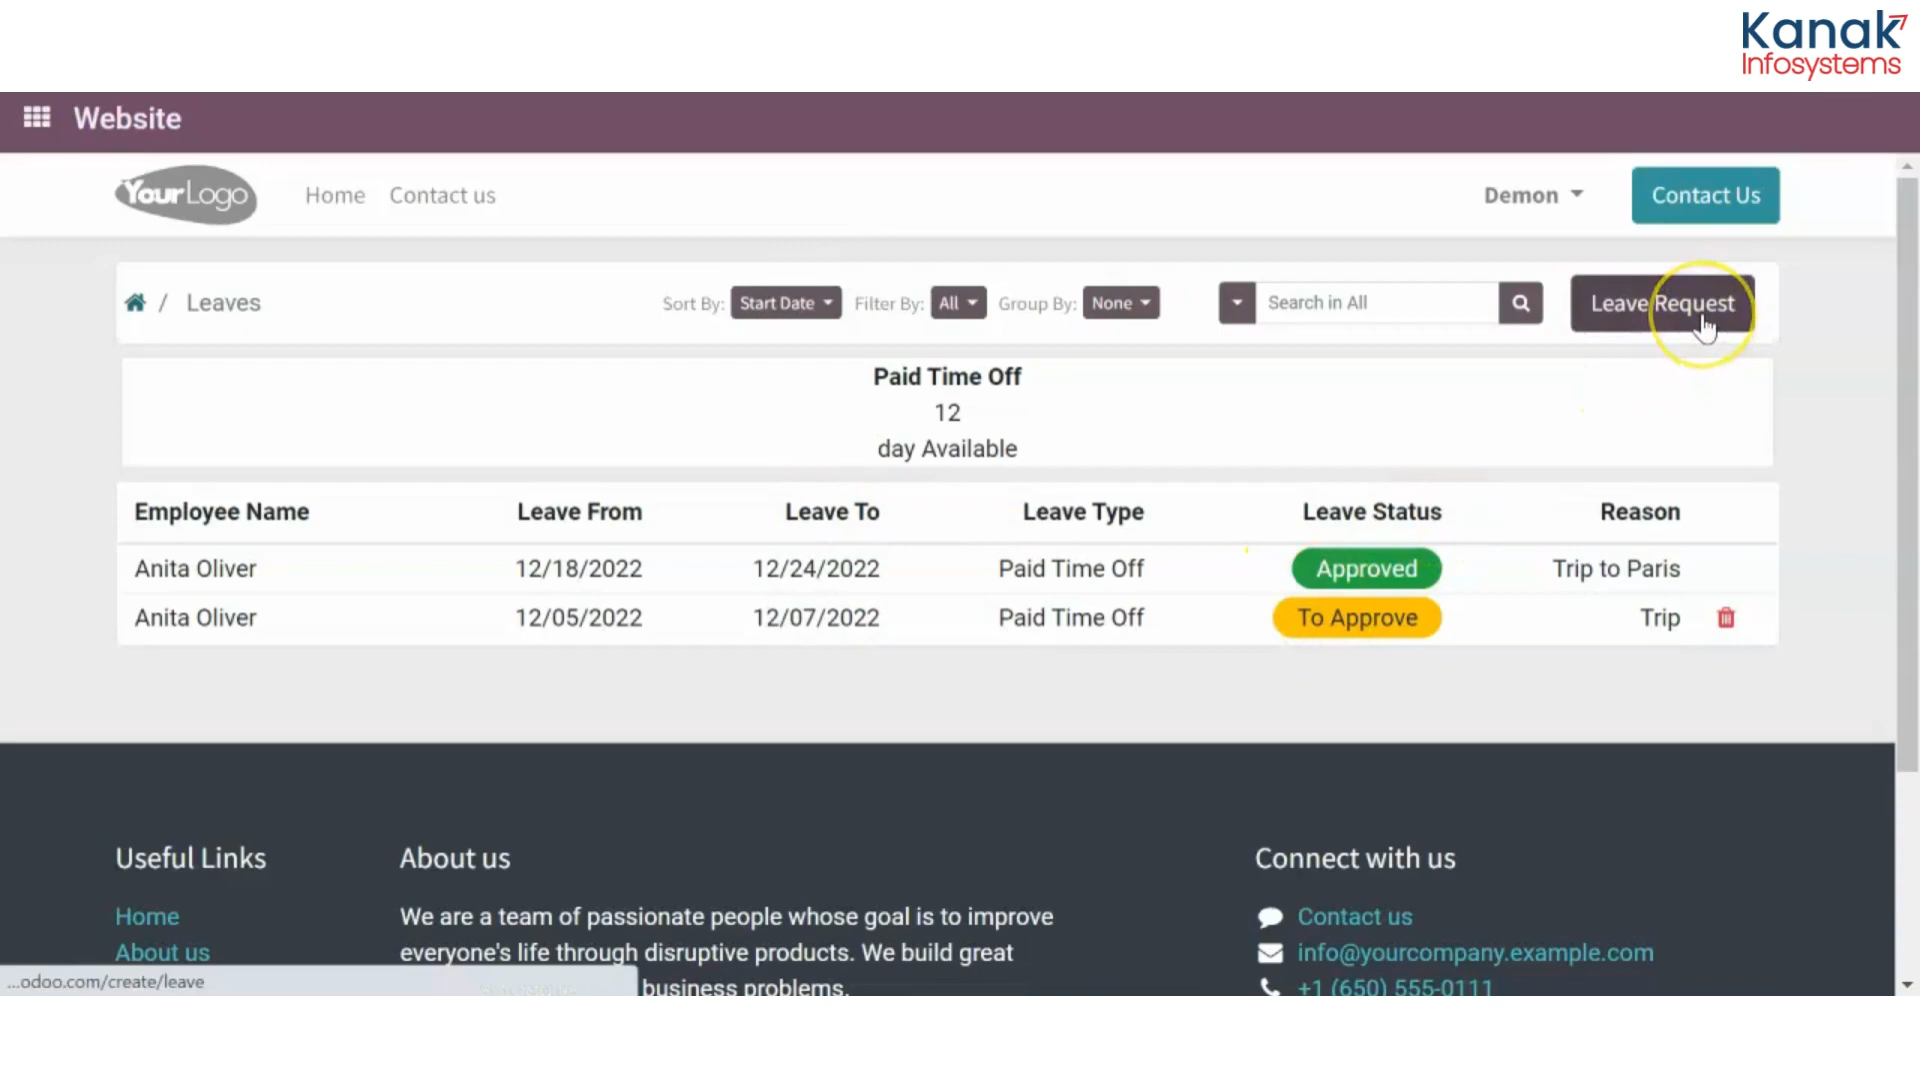 Kanak
Infosystems
Website
YourLogo Home Contact us Demon Contact Us
/ Leaves Sort By: Start Date Filter By: All Group By: None Search in All Leave Request
Paid Time Off
12
day Available
Employee Name Leave From Leave To Leave Type Leave Status Reason
Anita Oliver 12/18/2022 12/24/2022 Paid Time Off Approved Trip to Paris
Anita Oliver 12/05/2022 12/07/2022 Paid Time Off To Approve Trip
Useful Links About us Connect with us
Home We are a team of passionate people whose goal is to improve Contact us
About us everyone's life through disruptive products. We build great info@yourcompany.example.com
...odoo.com/create/leave business problems. +1 (650) 555-0111